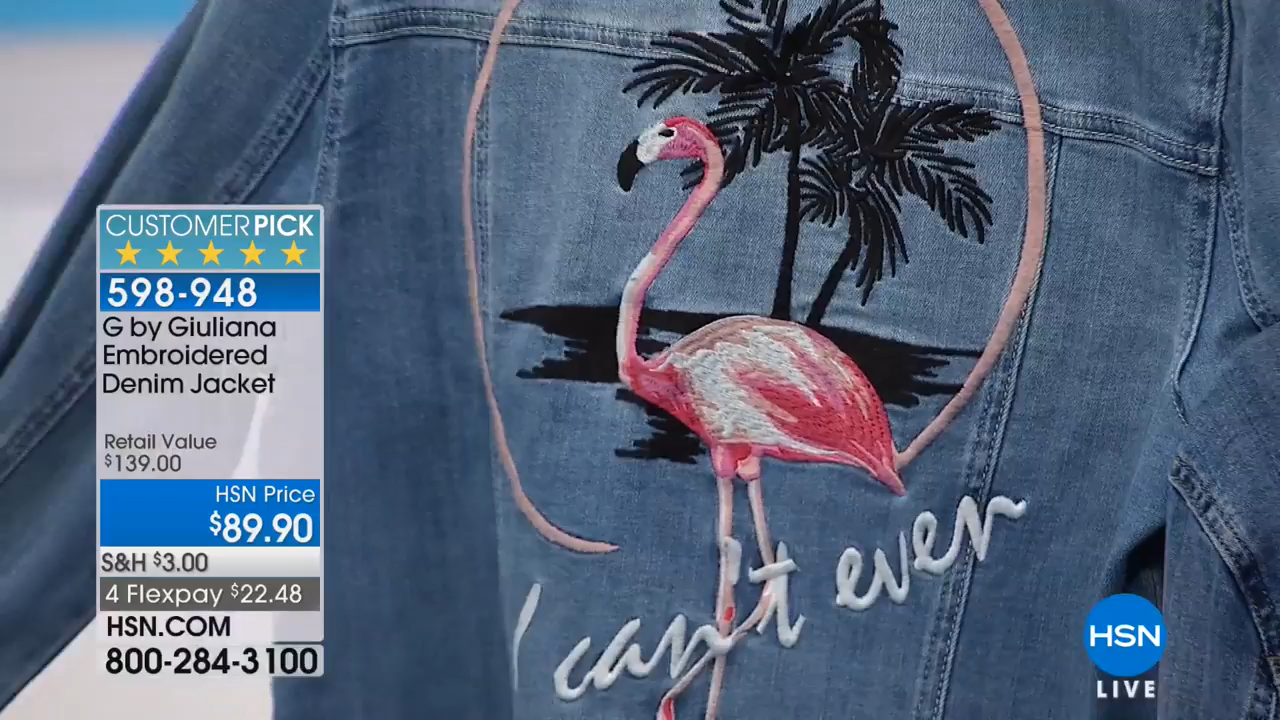 CUSTOMER PICK
598-948
G by Giuliana
Embroidered
Denim Jacket
Retail Value
$139.00
HSN Price
$89.90
S&H $3.00
4 Flexpay $22.48
HSN.COM
800-284-3100
I can't even
HSN
LIVE